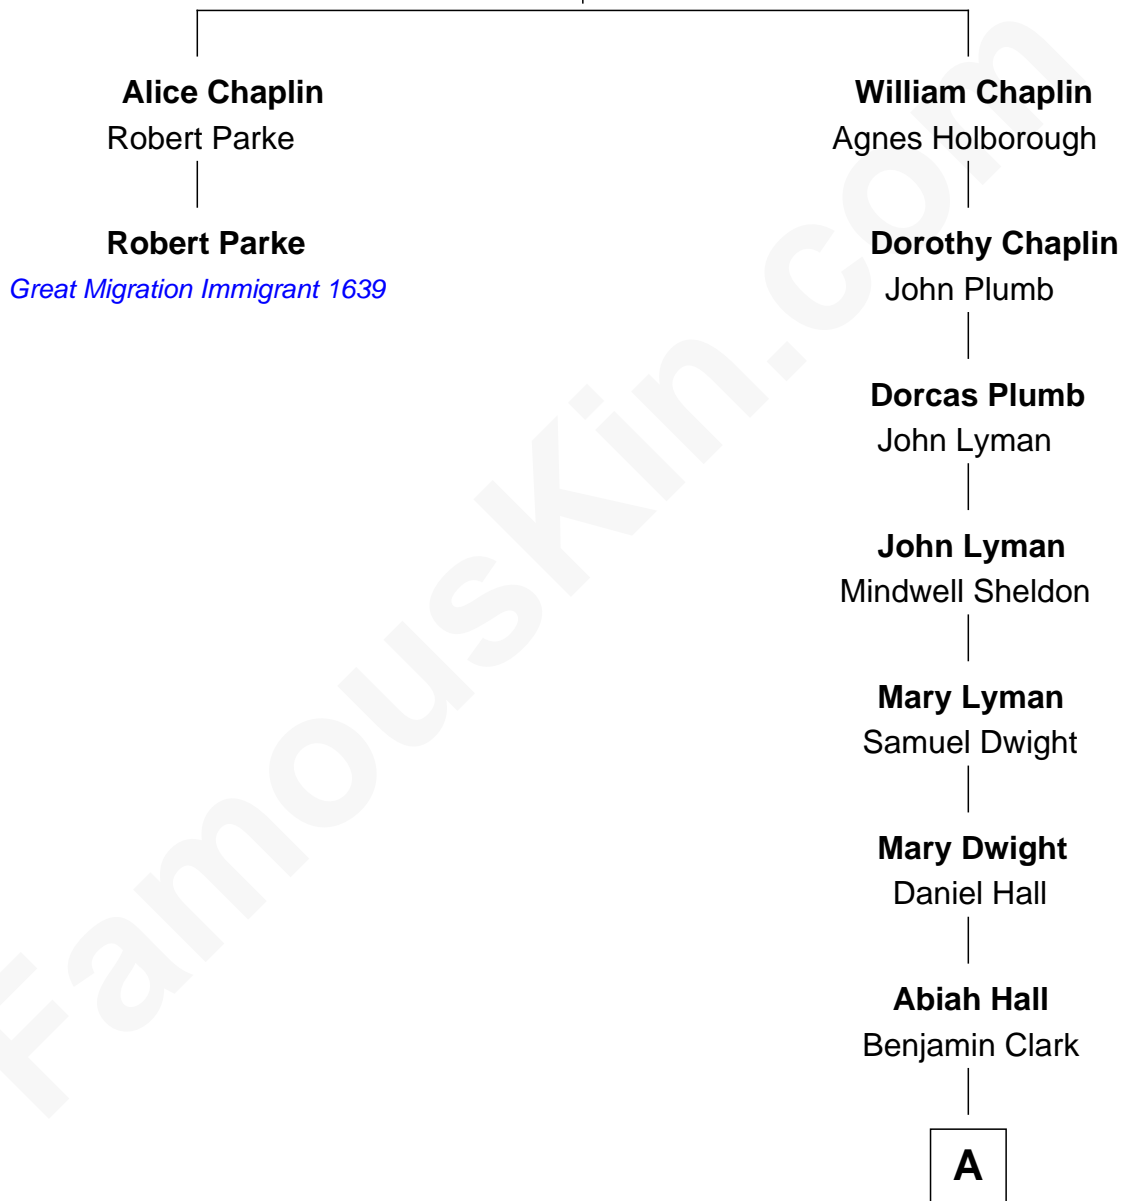 Alice Chaplin
Robert Parke
Robert Parke
Great Migration Immigrant 1639
William Chaplin
Agnes Holborough
Dorothy Chaplin
John Plumb
Dorcas Plumb
John Lyman
John Lyman
Mindwell Sheldon
Mary Lyman
Samuel Dwight
Mary Dwight
Daniel Hall
Abiah Hall
Benjamin Clark
A
FamousKin.com